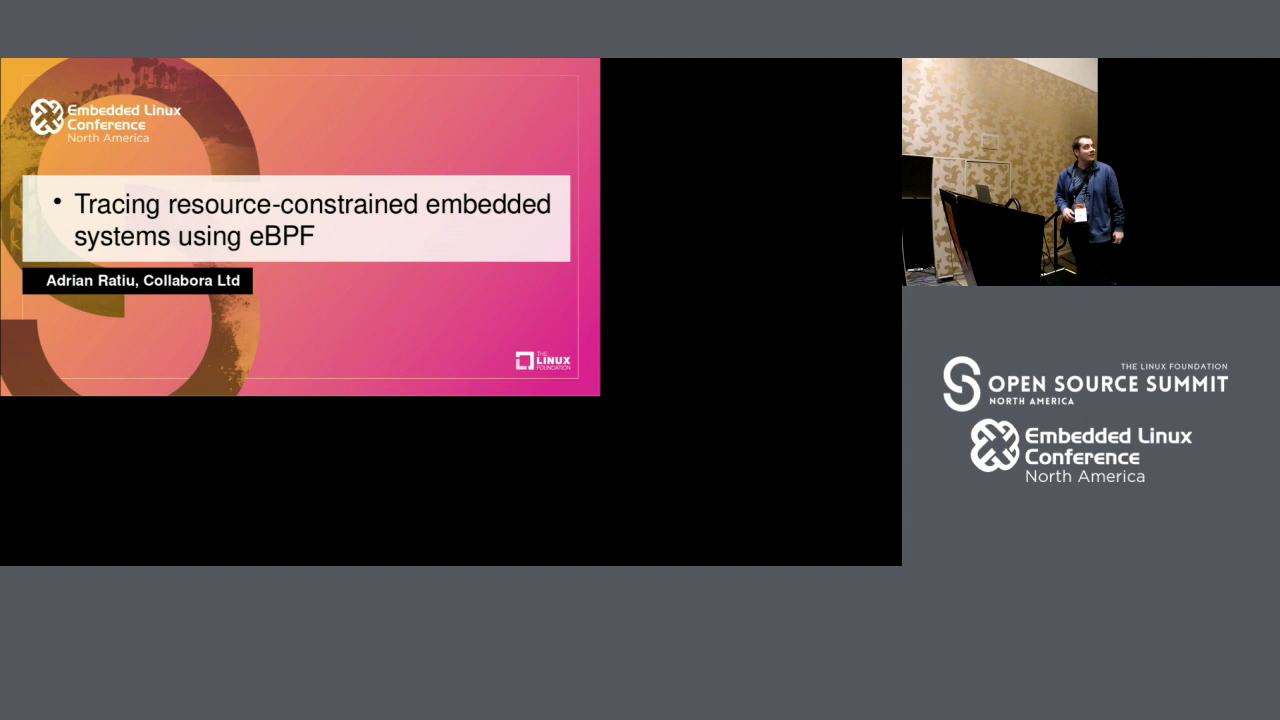 Embedded Linux
Conference
North America
• Tracing resource-constrained embedded
systems using eBPF
Adrian Ratiu, Collabora Ltd
THE
LINUX
FOUNDATION
THE LINUX FOUNDATION
OPEN SOURCE SUMMIT
NORTH AMERICA
Embedded Linux
Conference
North America